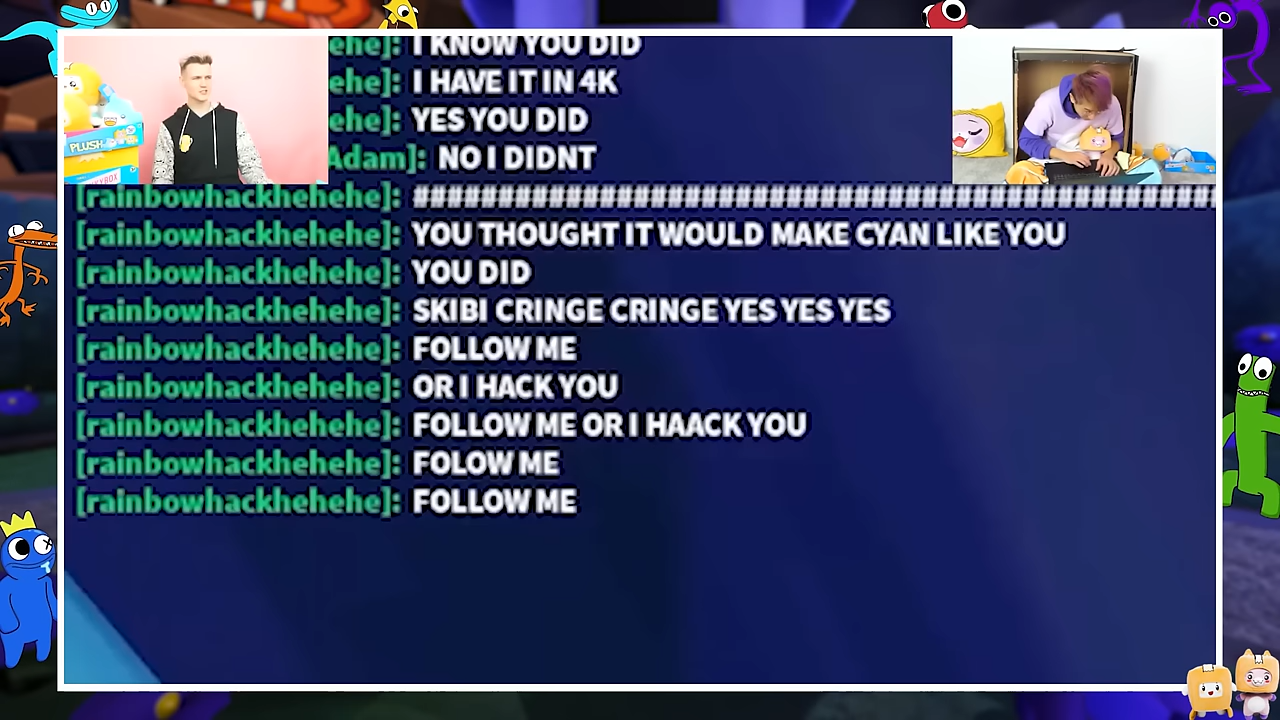 ehe]: I KNOW YOU DID
ehe]: I HAVE IT IN 4K
ehe]: YES YOU DID
Adam]: NO I DIDNT
[rainbowhackhehehe]: ###############################################
[rainbowhackhehehe]: YOU THOUGHT IT WOULD MAKE CYAN LIKE YOU
[rainbowhackhehehe]: YOU DID
[rainbowhackhehehe]: SKIBI CRINGE CRINGE YES YES YES
[rainbowhackhehehe]: FOLLOW ME
[rainbowhackhehehe]: OR I HACK YOU
[rainbowhackhehehe]: FOLLOW ME OR I HAACK YOU
[rainbowhackhehehe]: FOLOW ME
[rainbowhackhehehe]: FOLLOW ME
PLUSH